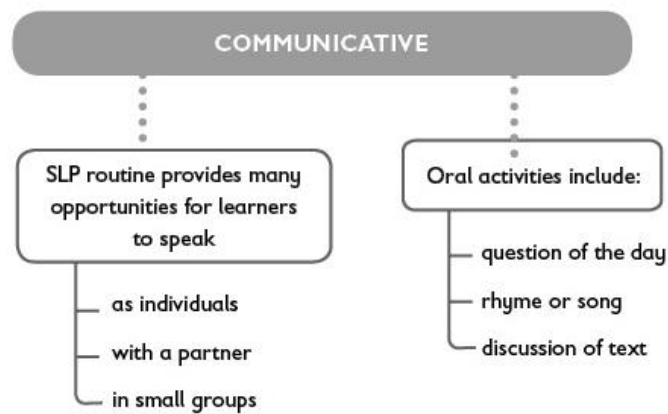 COMMUNICATIVE
SLP routine provides many
opportunities for learners
to speak
as individuals
with a partner
in small groups
Oral activities include:
question of the day
rhyme or song
discussion of text